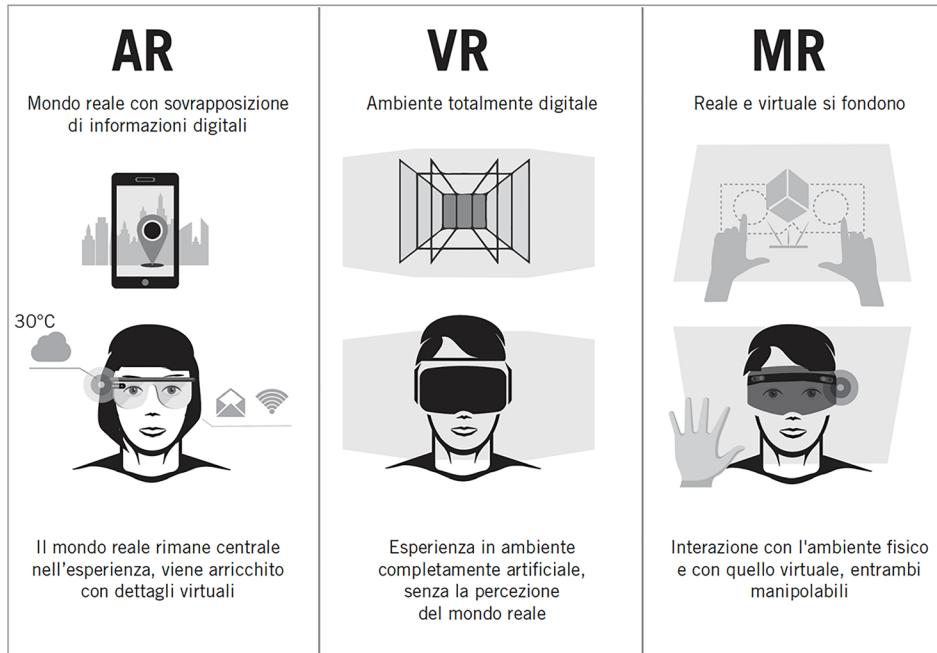 AR
Mondo reale con sovrapposizione
di informazioni digitali
30°C
Il mondo reale rimane centrale
nell'esperienza, viene arricchito
con dettagli virtuali
VR
Ambiente totalmente digitale
Esperienza in ambiente
completamente artificiale,
senza la percezione
del mondo reale
MR
Reale e virtuale si fondono
Interazione con l'ambiente fisico
e con quello virtuale, entrambi
manipolabili